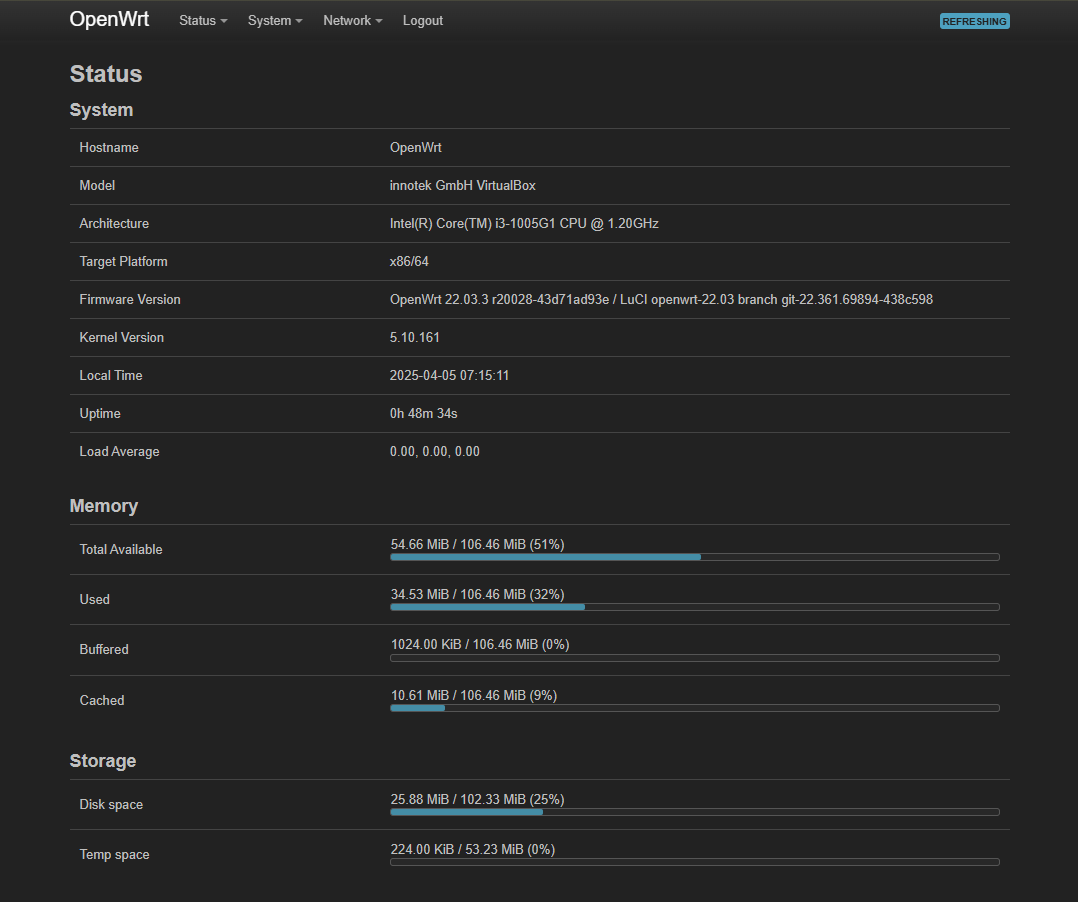 OpenWrt Status System Network Logout REFRESHING
Status
System
Hostname OpenWrt
Model innotek GmbH VirtualBox
Architecture Intel(R) Core(TM) i3-1005G1 CPU @ 1.20GHz
Target Platform x86/64
Firmware Version OpenWrt 22.03.3 r20028-43d71ad93e / LuCI openwrt-22.03 branch git-22.361.69894-438c598
Kernel Version 5.10.161
Local Time 2025-04-05 07:15:11
Uptime 0h 48m 34s
Load Average 0.00, 0.00, 0.00
Memory
Total Available 54.66 MiB / 106.46 MiB (51%)
Used 34.53 MiB / 106.46 MiB (32%)
Buffered 1024.00 KiB / 106.46 MiB (0%)
Cached 10.61 MiB / 106.46 MiB (9%)
Storage
Disk space 25.88 MiB / 102.33 MiB (25%)
Temp space 224.00 KiB / 53.23 MiB (0%)